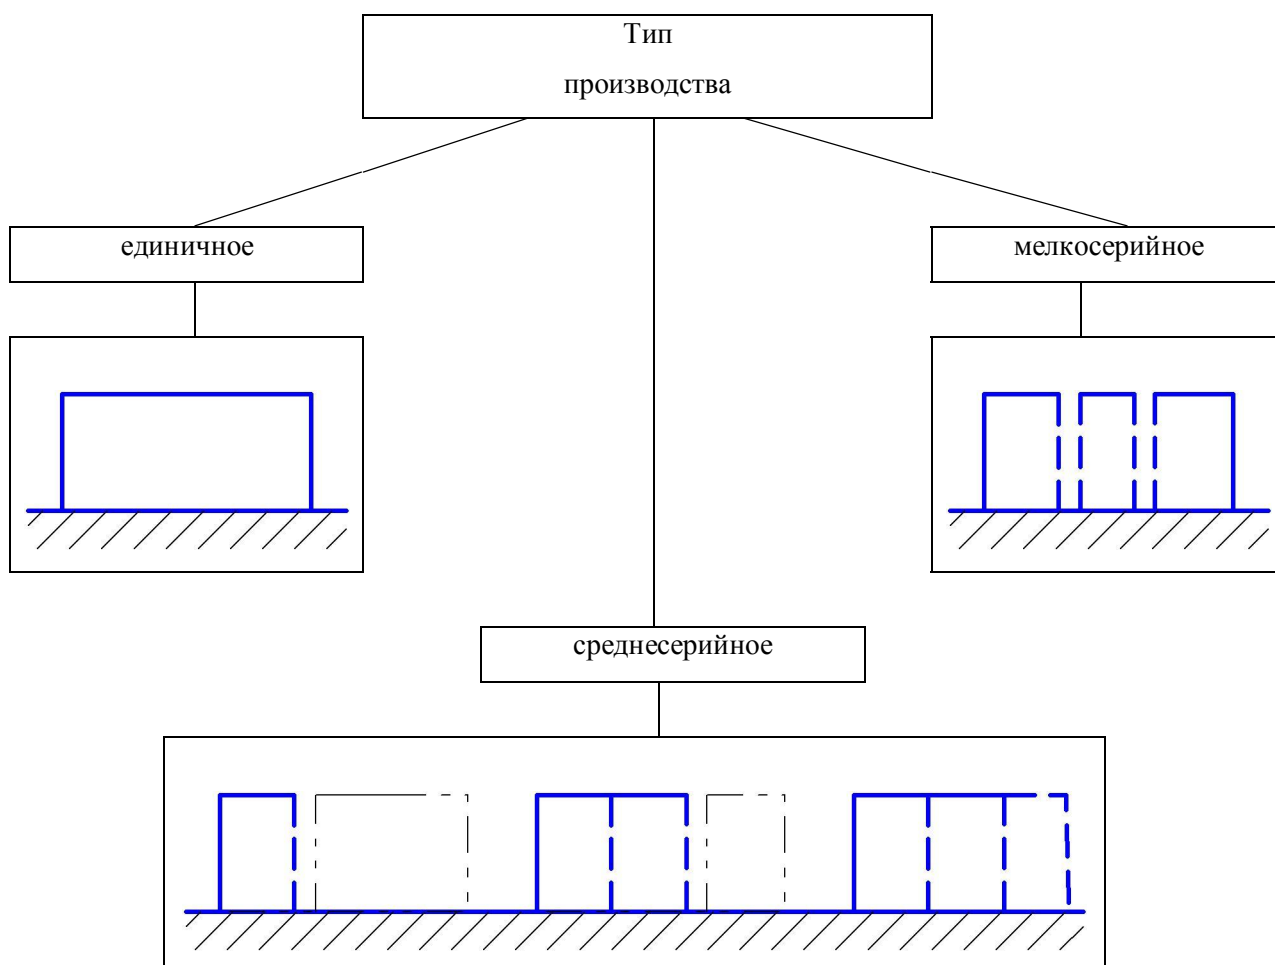 Тип
производства
единичное
мелкосерийное
среднесерийное